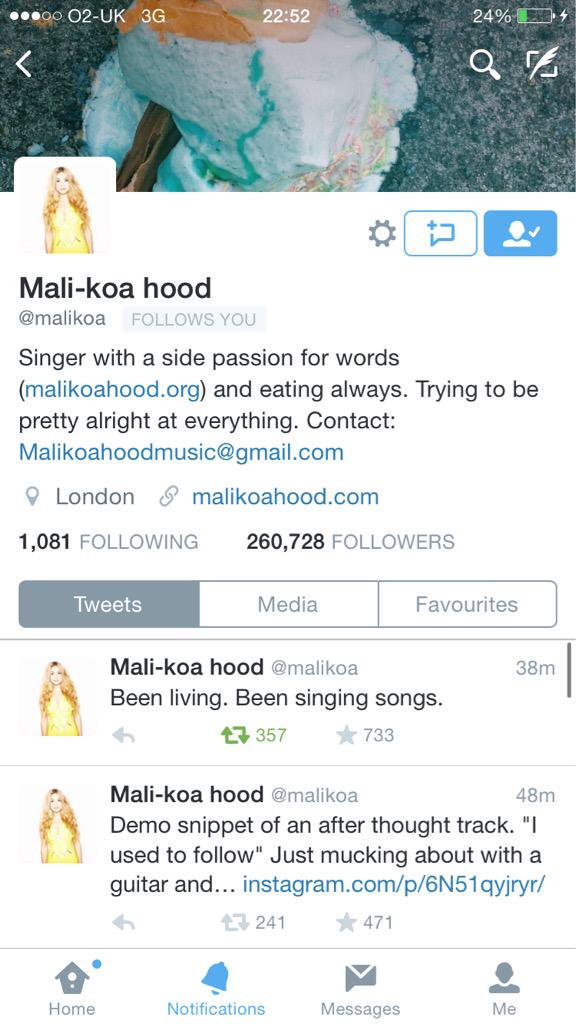 O2-UK 3G 22:52 24%
Mali-koa hood
@malikoa FOLLOWS YOU
Singer with a side passion for words
(malikoahood.org) and eating always. Trying to be
pretty alright at everything. Contact:
Malikoahoodmusic@gmail.com
London malikoahood.com
1,081 FOLLOWING 260,728 FOLLOWERS
Tweets Media Favourites
Mali-koa hood @malikoa 38m
Been living. Been singing songs.
357 733
Mali-koa hood @malikoa 48m
Demo snippet of an after thought track. "I
used to follow" Just mucking about with a
guitar and... instagram.com/p/6N51qyjryr/
241 471
Home Notifications Messages Me